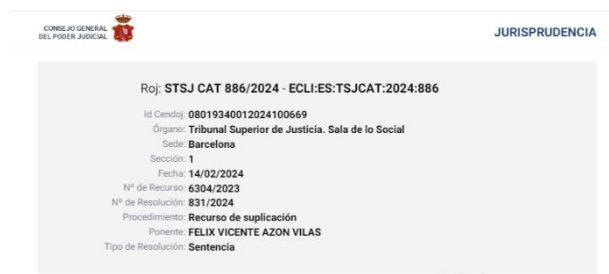 CONSEJO GENERAL
DEL PODER JUDICIAL
JURISPRUDENCIA
Roj: STSJ CAT 886/2024 - ECLI:ES:TSJCAT:2024:886
Id Cendoj: 08019340012024100669
Órgano: Tribunal Superior de Justicia. Sala de lo Social
Sede: Barcelona
Sección: 1
Fecha: 14/02/2024
Nº de Recurso: 6304/2023
Nº de Resolución: 831/2024
Procedimiento: Recurso de suplicación
Ponente: FELIX VICENTE AZON VILAS
Tipo de Resolución: Sentencia